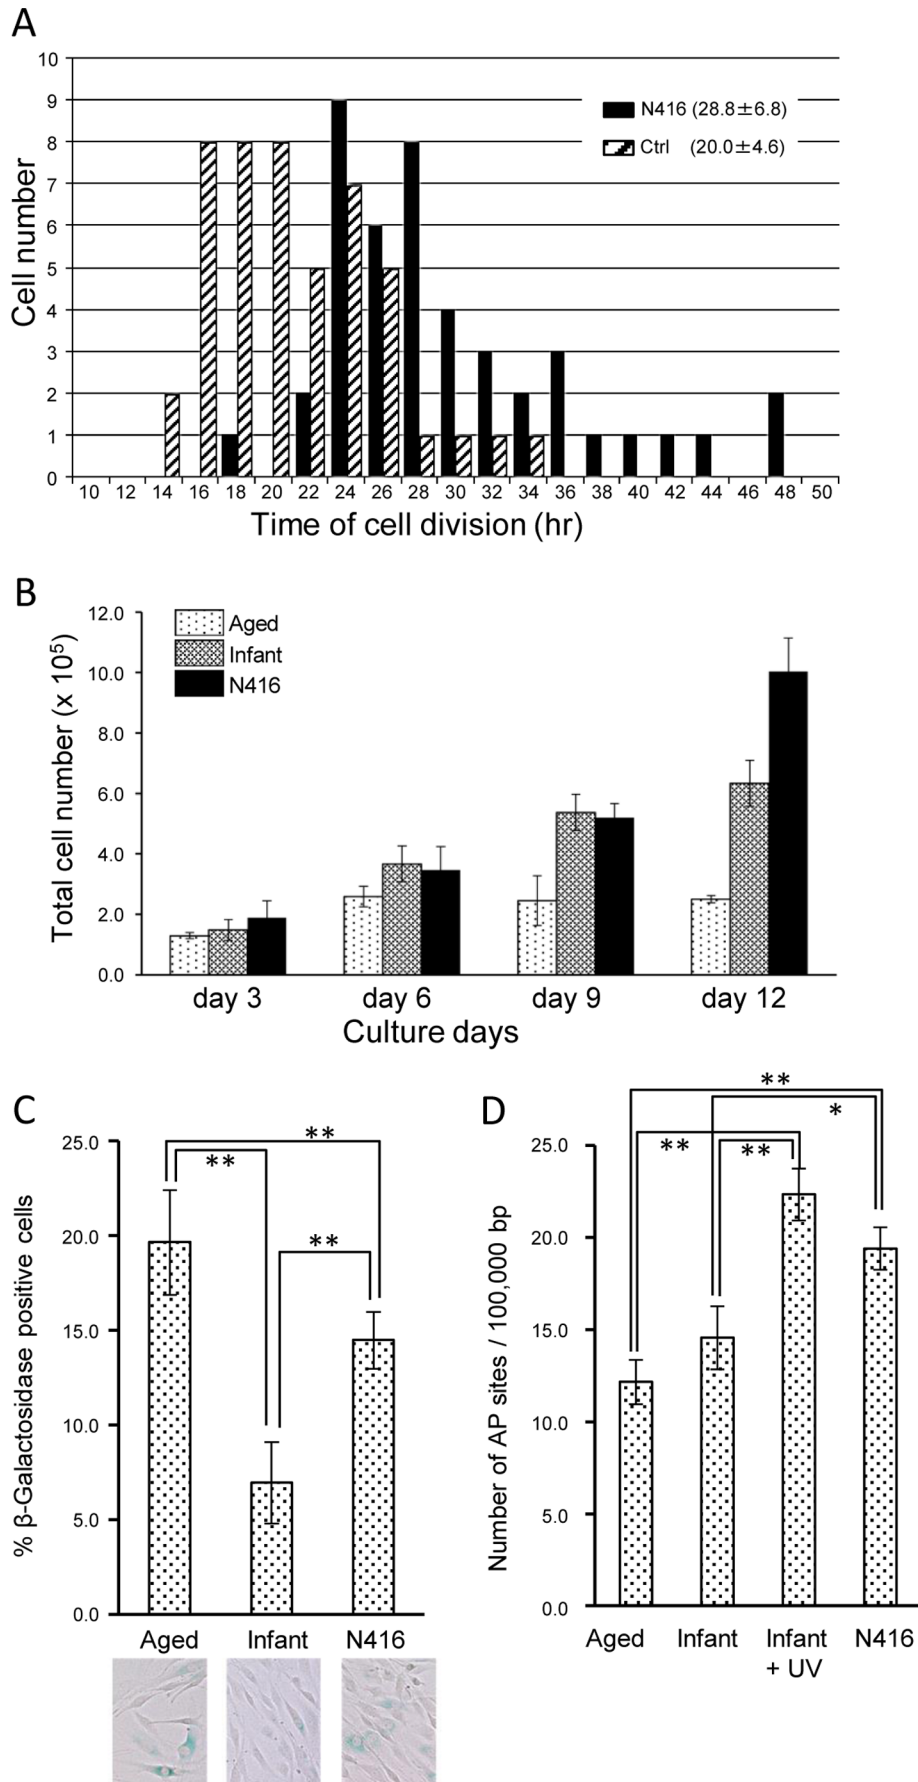 A
10
9
8
7
6
5
4
3
2
1
0
Cell number
N416 (28.8±6.8)
Ctrl (20.0±4.6)
10 12 14 16 18 20 22 24 26 28 30 32 34 36 38 40 42 44 46 48 50
Time of cell division (hr)
B
12.0
10.0
8.0
6.0
4.0
2.0
0.0
Total cell number (x 10⁵)
Aged
Infant
N416
day 3 day 6 day 9 day 12
Culture days
C
25.0
20.0
15.0
10.0
5.0
0.0
% β-Galactosidase positive cells
**
**
**
Aged Infant N416
D
25.0
20.0
15.0
10.0
5.0
0.0
Number of AP sites / 100,000 bp
**
*
** **
Aged Infant Infant N416
+ UV